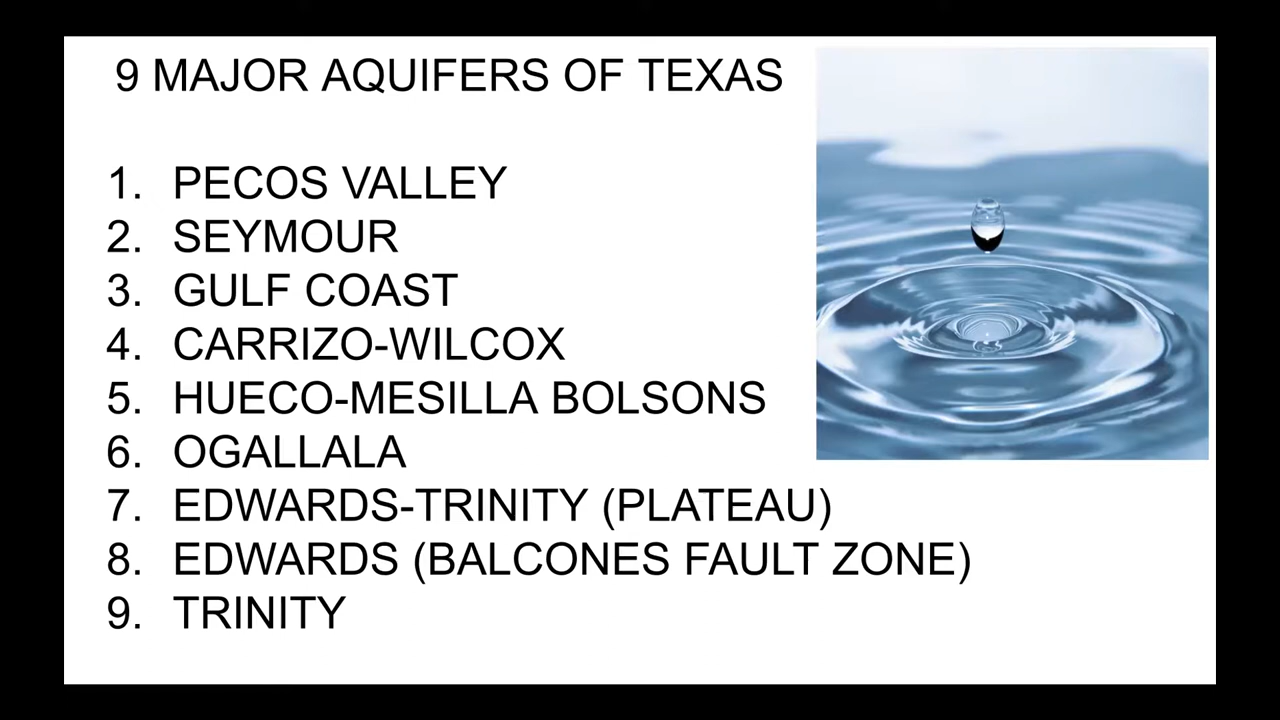 9 MAJOR AQUIFERS OF TEXAS
1. PECOS VALLEY
2. SEYMOUR
3. GULF COAST
4. CARRIZO-WILCOX
5. HUECO-MESILLA BOLSONS
6. OGALLALA
7. EDWARDS-TRINITY (PLATEAU)
8. EDWARDS (BALCONES FAULT ZONE)
9. TRINITY